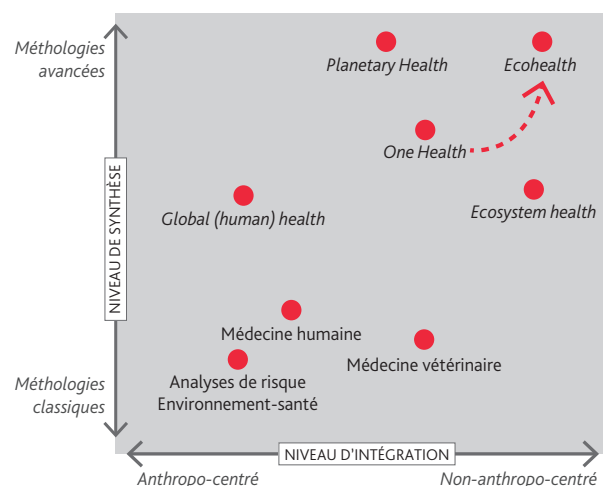 Méthologies
avancées
Planetary Health
Ecohealth
One Health
Ecosystem health
Global (human) health
NIVEAU DE SYNTHÈSE
Médecine humaine
Médecine vétérinaire
Analyses de risque
Environnement-santé
Méthologies
classiques
NIVEAU D'INTÉGRATION
Anthropo-centré
Non-anthropo-centré